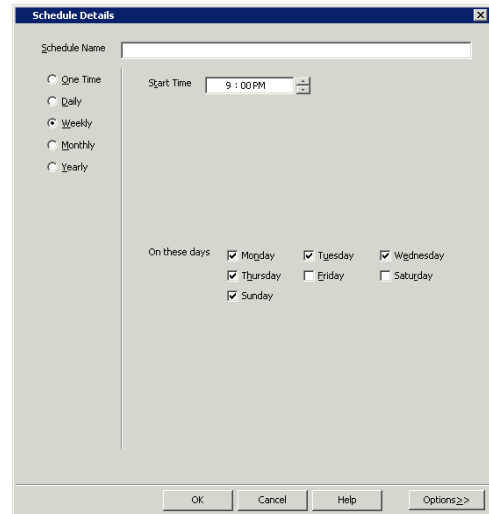 Schedule Details
Schedule Name
One Time
Daily
Weekly
Monthly
Yearly
Start Time 9 : 00 PM
On these days Monday Tuesday Wednesday
Thursday Friday Saturday
Sunday
OK Cancel Help Options>>